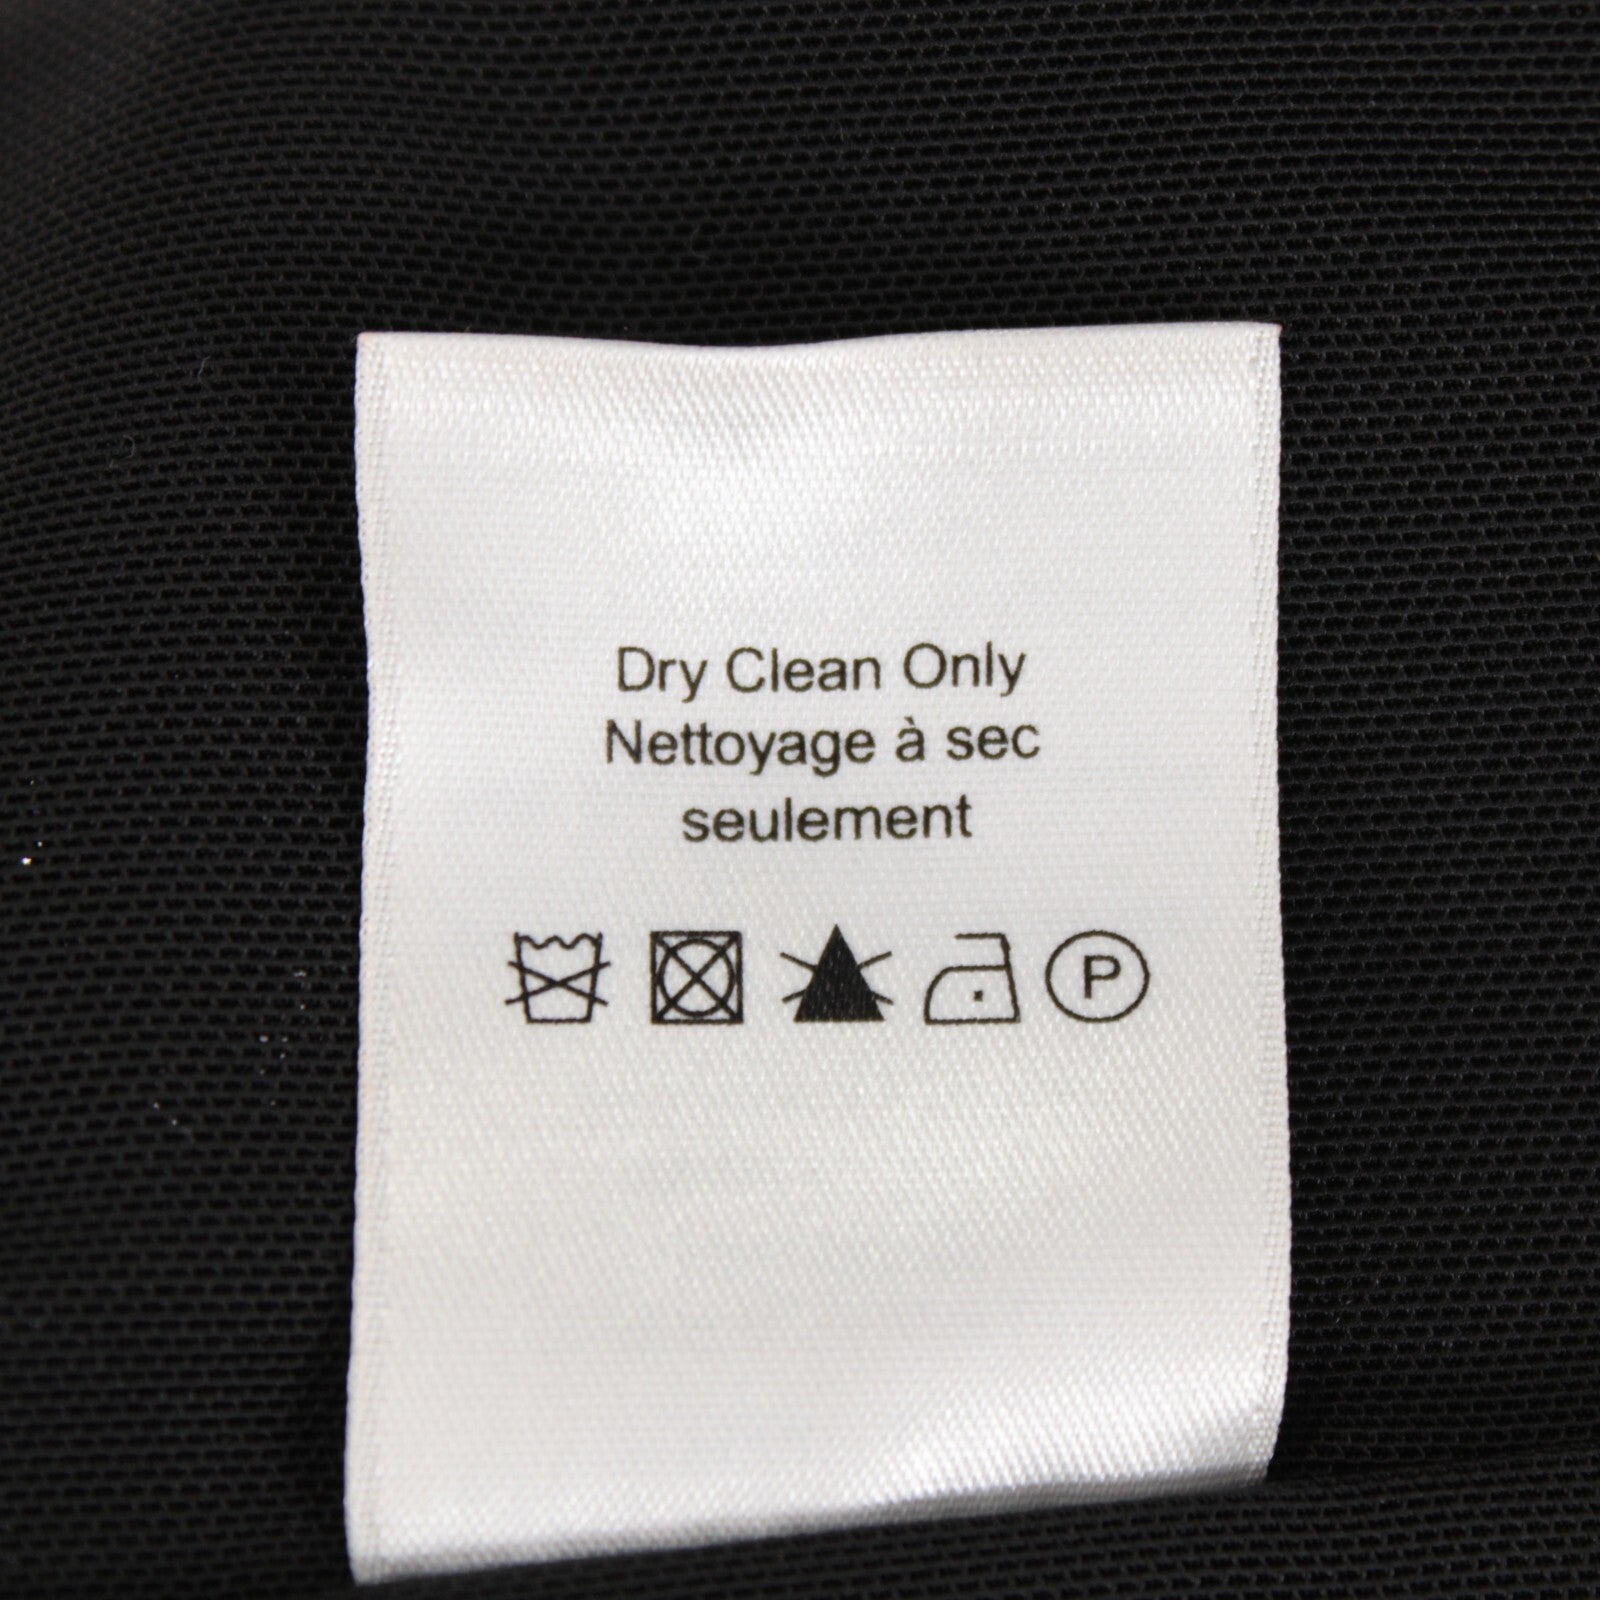 Dry Clean Only
Nettoyage à sec
seulement
P